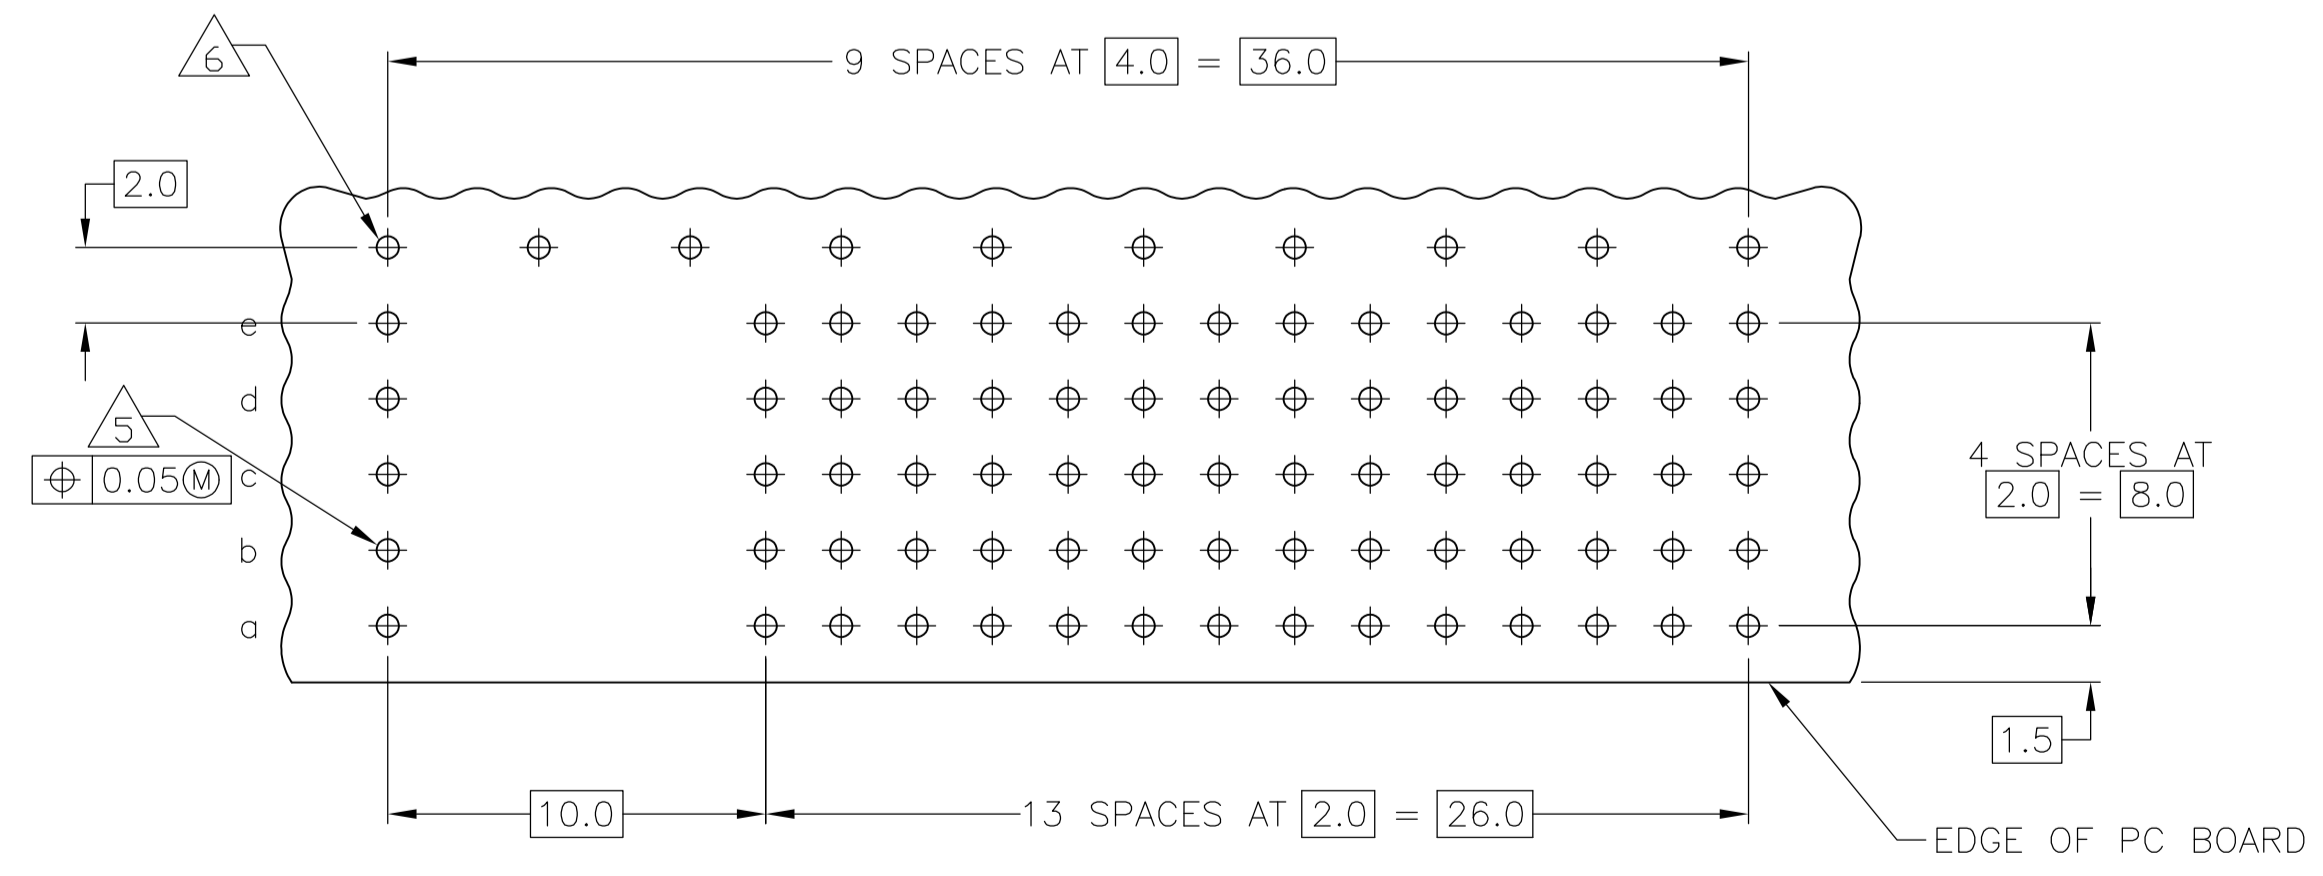 6
9 SPACES AT 4.0 = 36.0
2.0
e
d
5
⌖ 0.05 Ⓜ
c
b
a
4 SPACES AT
2.0 = 8.0
1.5
10.0
13 SPACES AT 2.0 = 26.0
EDGE OF PC BOARD